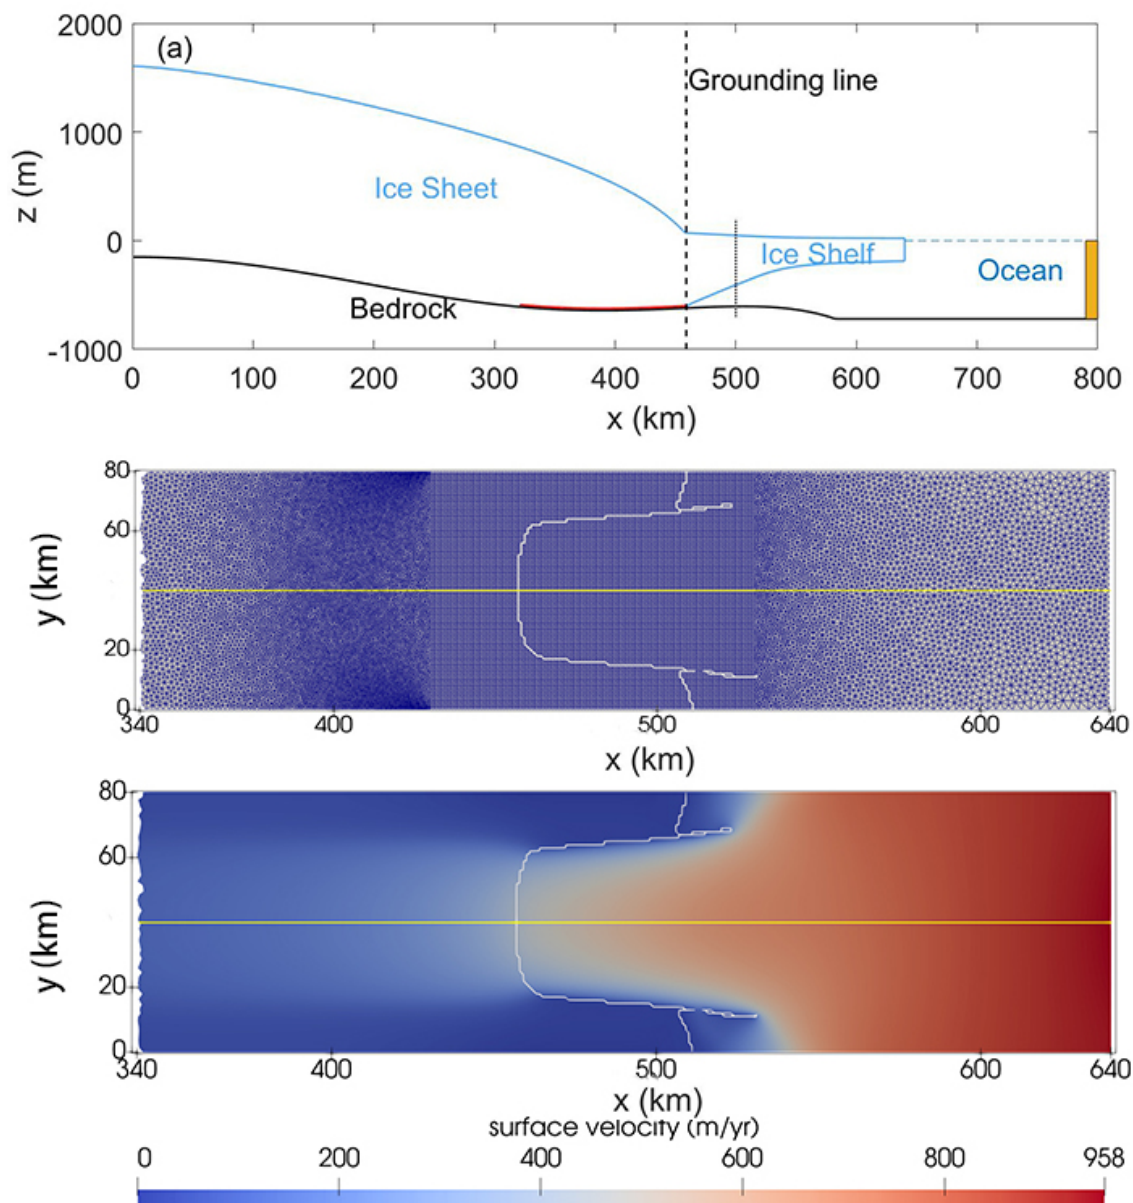 2000
(a)
Grounding line
1000
z (m)
Ice Sheet
0
Ice Shelf
Ocean
Bedrock
-1000
0 100 200 300 400 500 600 700 800
x (km)
80
60
y (km)
20
0
340 400 500 600 640
x (km)
80
60
y (km)
20
0
340 400 500 600 640
x (km)
surface velocity (m/yr)
0 200 400 600 800 958